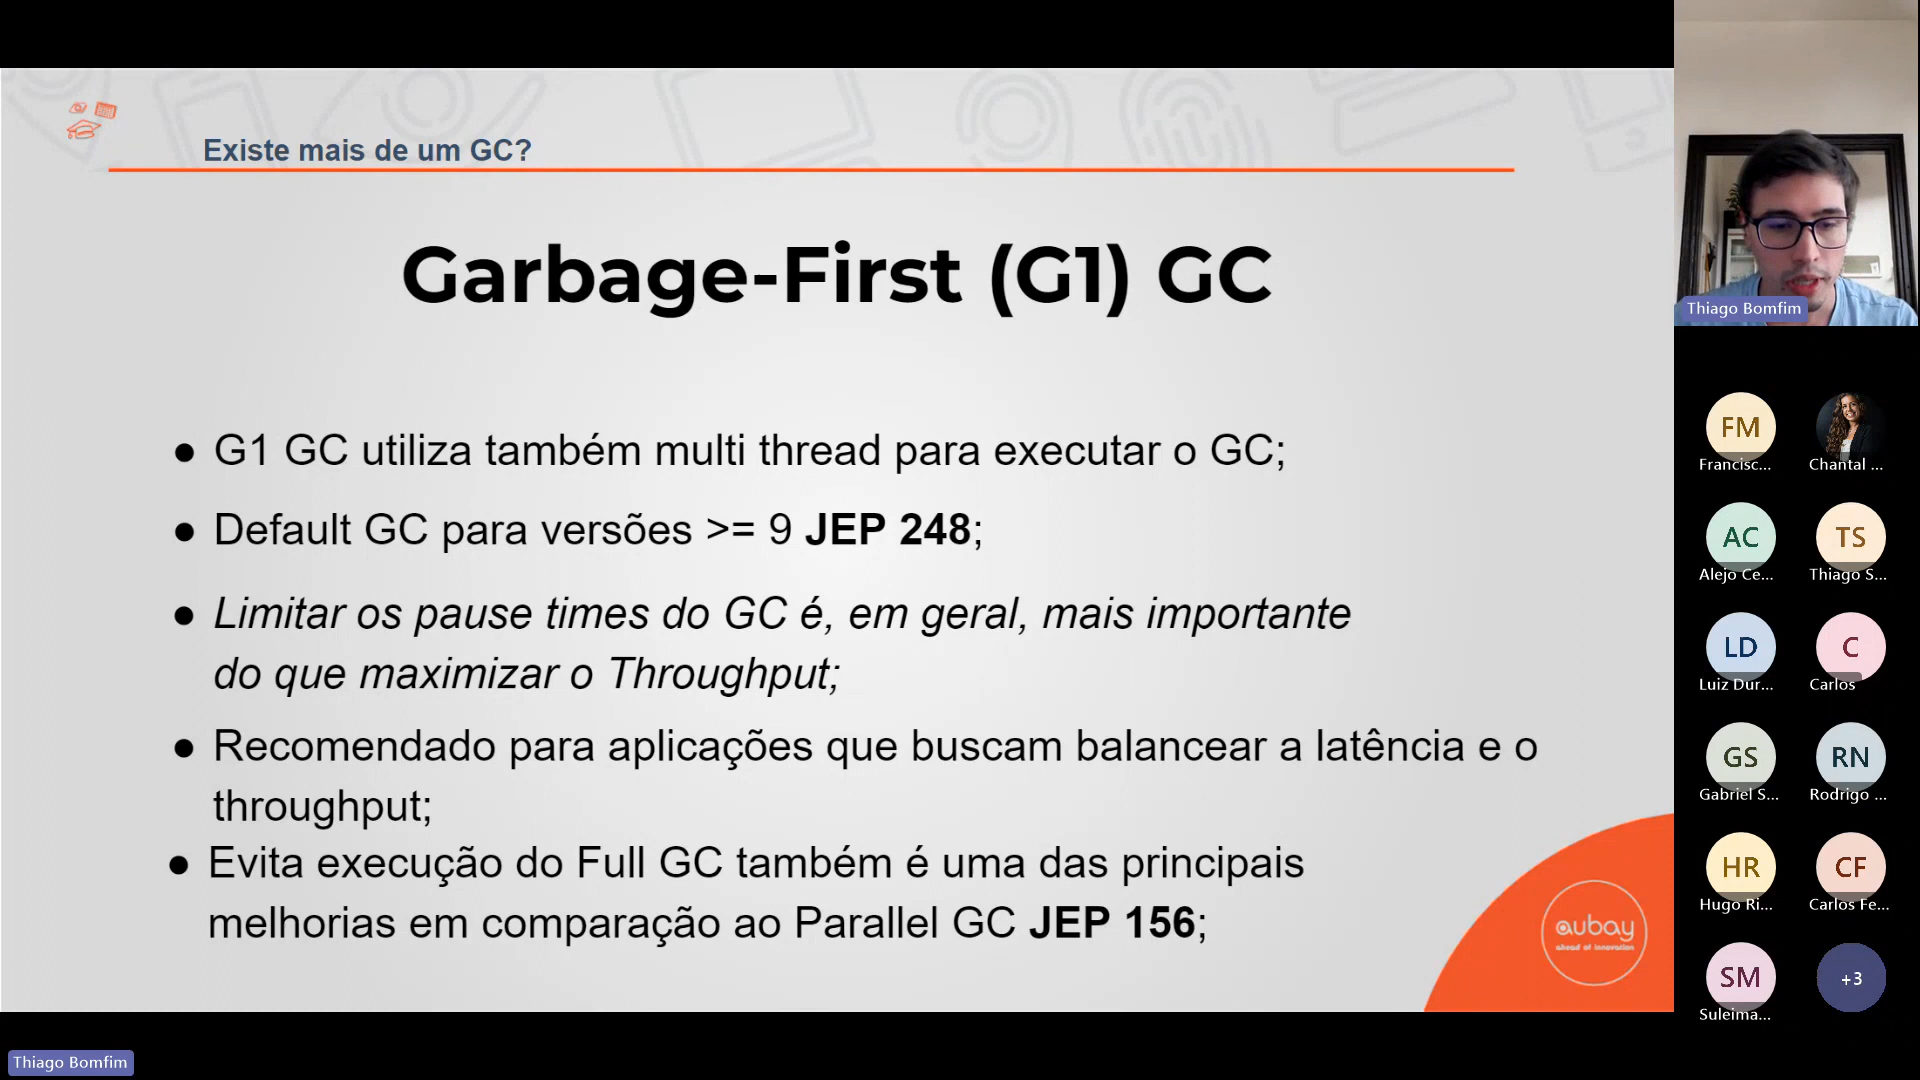 Existe mais de um GC?
Garbage-First (G1) GC
● G1 GC utiliza também multi thread para executar o GC;
● Default GC para versões >= 9 JEP 248;
● Limitar os pause times do GC é, em geral, mais importante
do que maximizar o Throughput;
● Recomendado para aplicações que buscam balancear a latência e o
throughput;
● Evita execução do Full GC também é uma das principais
melhorias em comparação ao Parallel GC JEP 156;
aubay
ahead of innovation
Thiago Bomfim
Thiago Bomfim
FM
Francisc...
Chantal ...
AC
Alejo Ce...
TS
Thiago S...
LD
Luiz Dur...
C
Carlos
GS
Gabriel S...
RN
Rodrigo ...
HR
Hugo Ri...
CF
Carlos Fe...
SM
Suleima...
+3